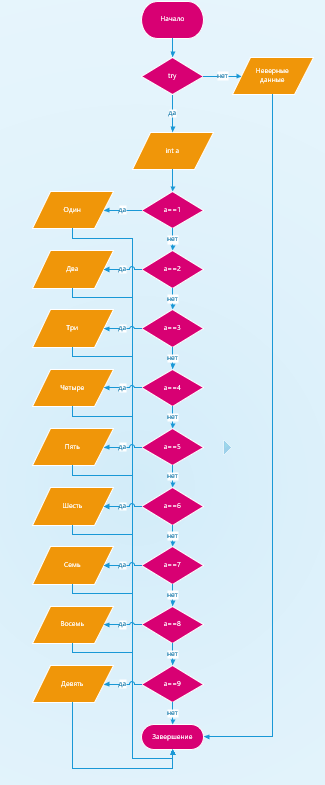 Начало
try
нет
Неверные
данные
да
int a
Один
да
a==1
нет
Два
да
a==2
нет
Три
да
a==3
нет
Четыре
да
a==4
нет
Пять
да
a==5
нет
Шесть
да
a==6
нет
Семь
да
a==7
нет
Восемь
да
a==8
нет
Девять
да
a==9
нет
Завершение